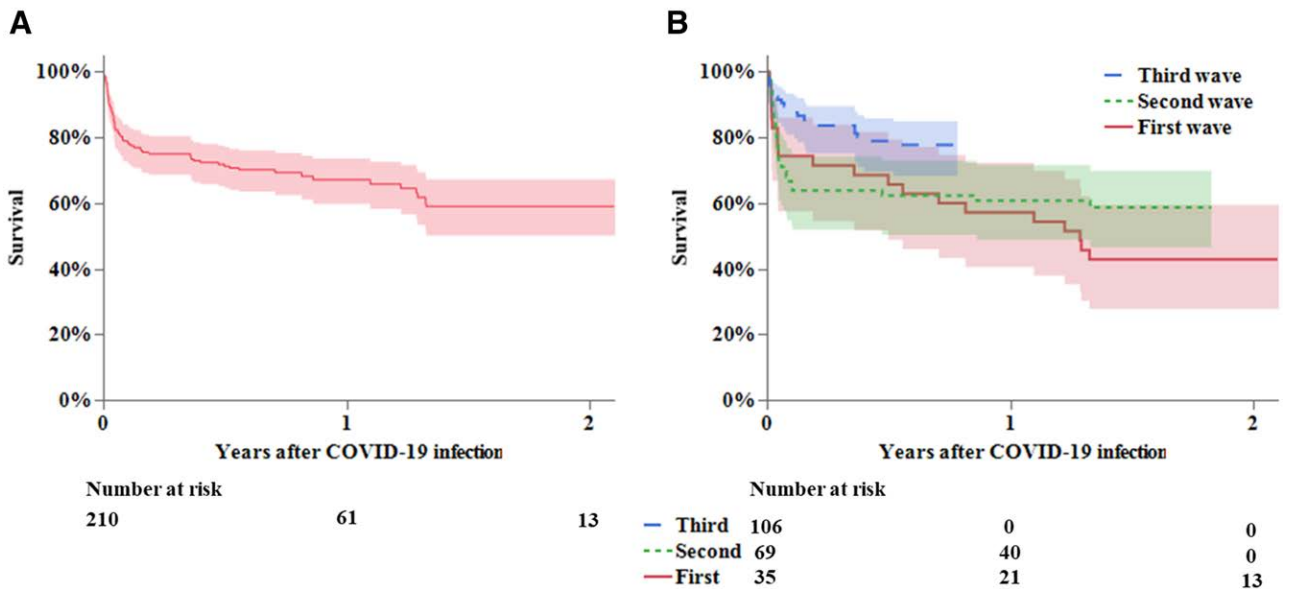 A
100%
80%
60%
40%
20%
0%
Survival
0 1 2
Years after COVID-19 infection
Number at risk
210 61 13
B
Third wave
Second wave
First wave
100%
80%
60%
40%
20%
0%
Survival
0 1 2
Years after COVID-19 infection
Number at risk
Third 106 0 0
Second 69 40 0
First 35 21 13